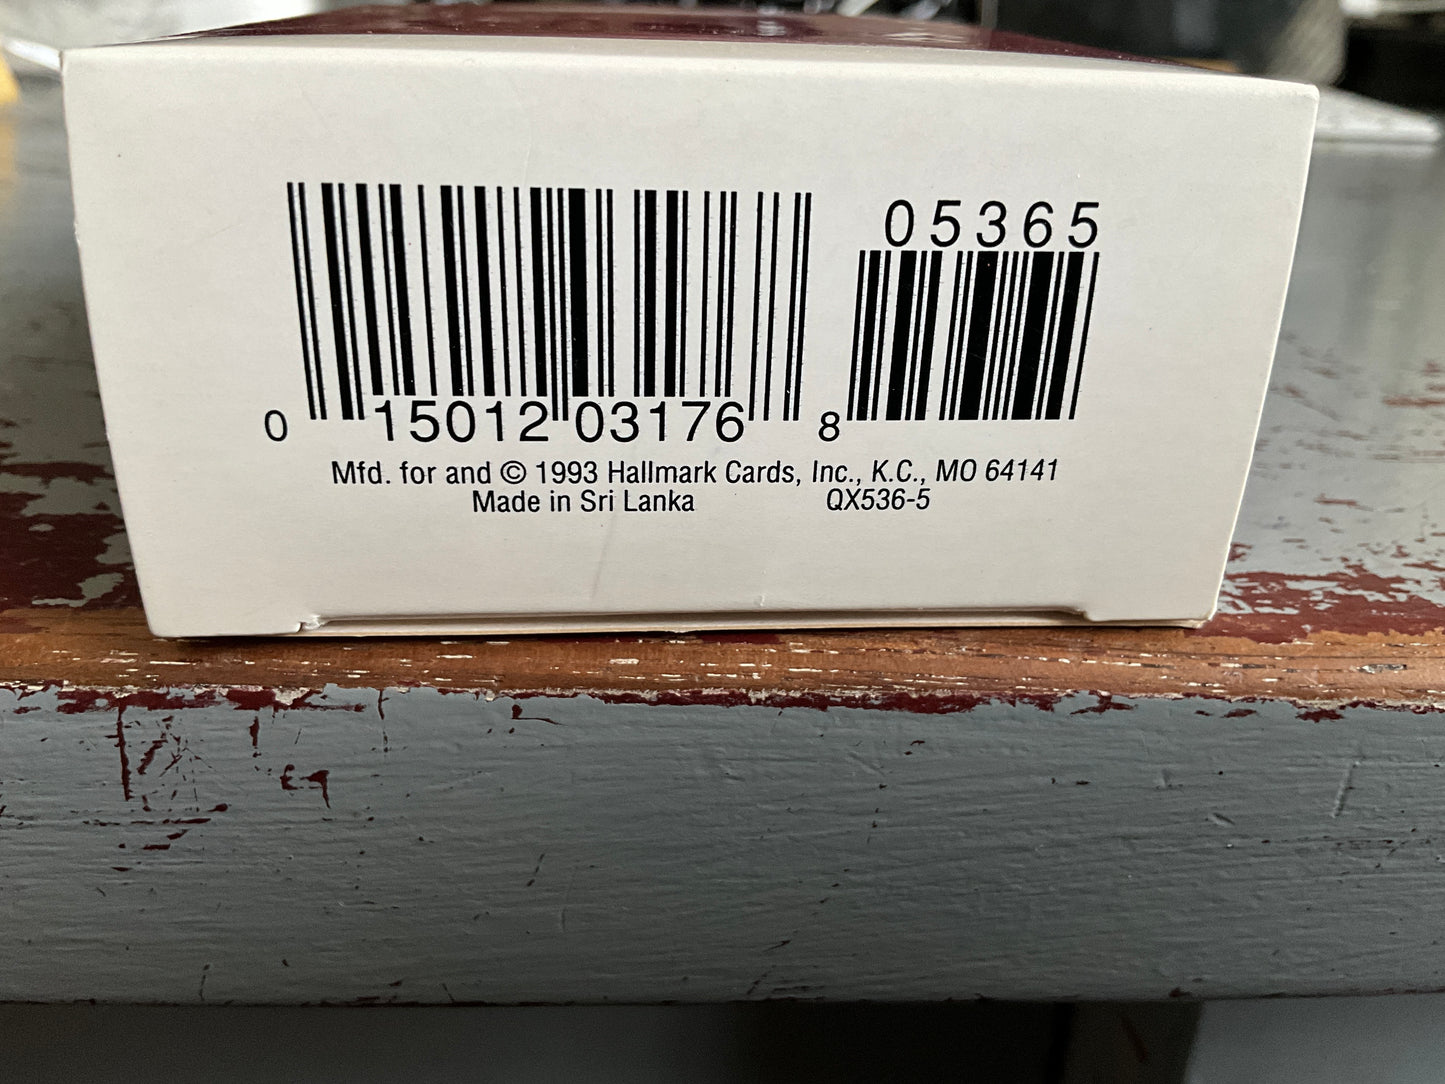 05365
0 15012 03176 8
Mfd. for and © 1993 Hallmark Cards, Inc., K.C., MO 64141
Made in Sri Lanka QX536-5